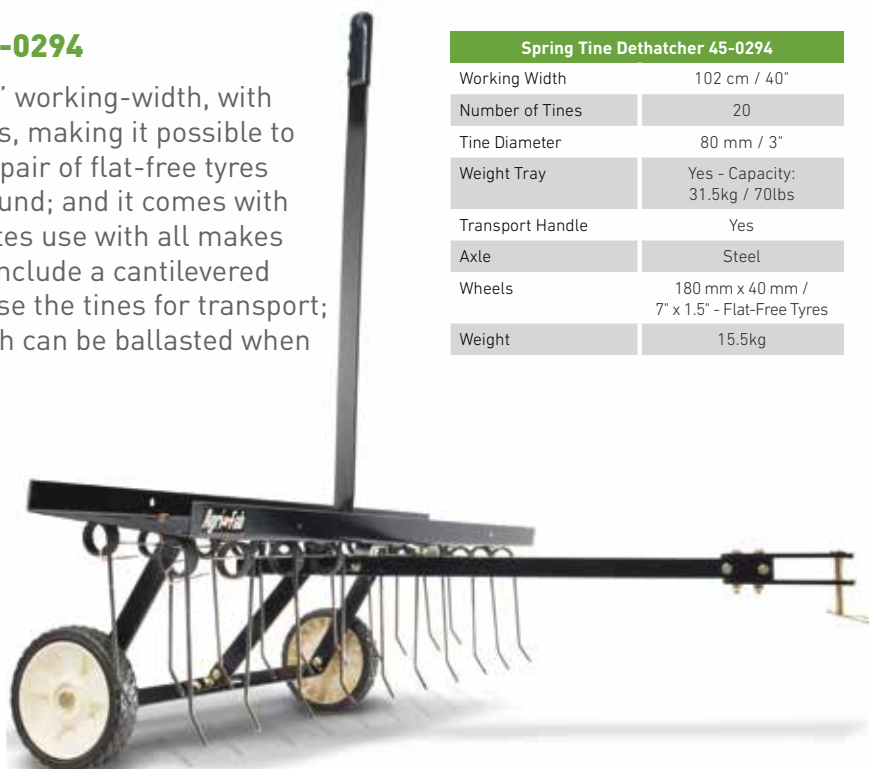 -0294
’ working-width, with
s, making it possible to
pair of flat-free tyres
und; and it comes with
tes use with all makes
nclude a cantilevered
se the tines for transport;
h can be ballasted when
Spring Tine Dethatcher 45-0294
Working Width 102 cm / 40"
Number of Tines 20
Tine Diameter 80 mm / 3"
Weight Tray Yes - Capacity:
31.5kg / 70lbs
Transport Handle Yes
Axle Steel
Wheels 180 mm x 40 mm /
7" x 1.5" - Flat-Free Tyres
Weight 15.5kg
Agri-Fab